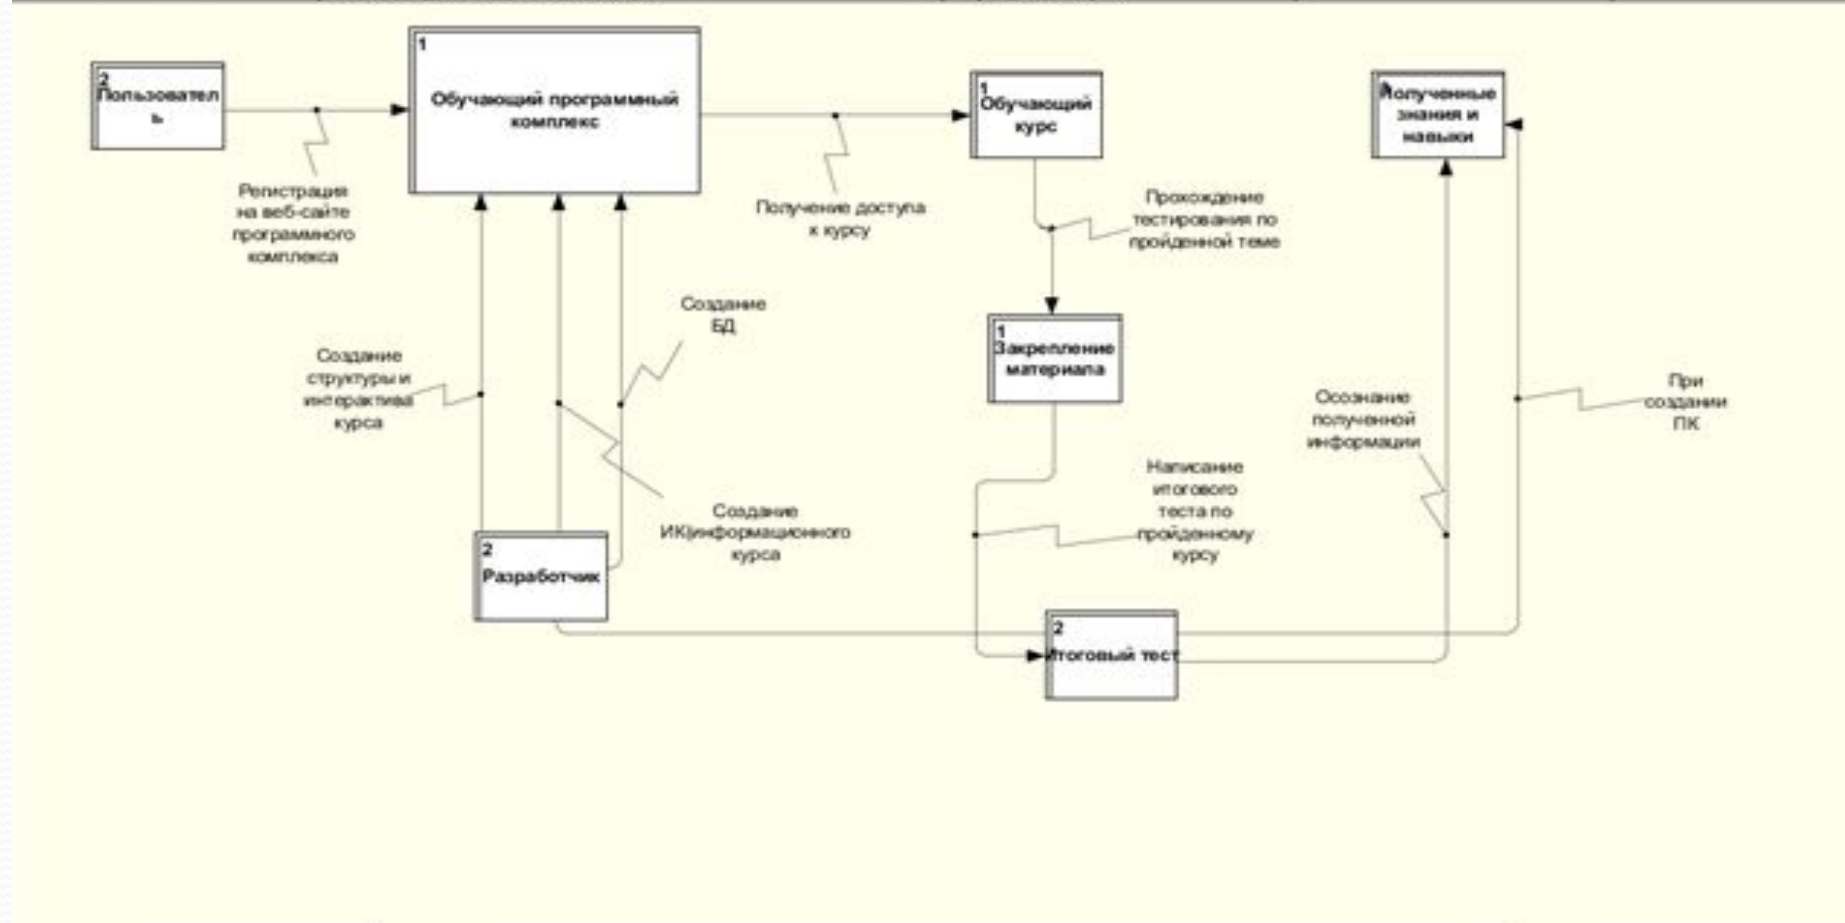 2
Пользовател
ь
1
Обучающий программный
комплекс
1
Обучающий
курс
Полученные
знания и
навыки
Регистрация
на веб-сайте
программного
комплекса
Получение доступа
к курсу
Прохождение
тестирования по
пройденной теме
Создание
БД
Создание
структуры и
интерактива
курса
1
Закрепление
материала
Осознание
полученной
информации
При
создании
ПК
Написание
итогового
теста по
пройденному
курсу
Создание
ИК(информационного
курса
2
Разработчик
2
Итоговый тест